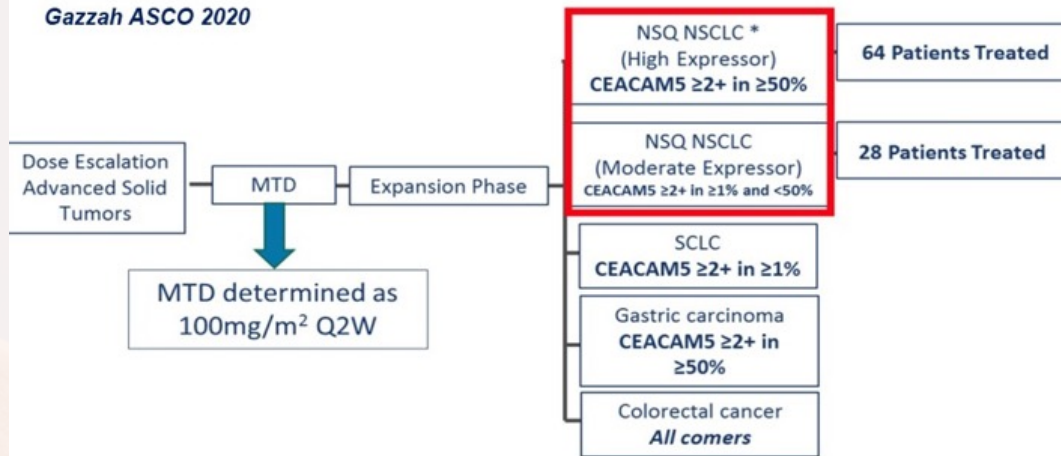 Gazzah ASCO 2020
Dose Escalation
Advanced Solid
Tumors
MTD
Expansion Phase
MTD determined as
100mg/m² Q2W
NSQ NSCLC *
(High Expressor)
CEACAM5 ≥2+ in ≥50%
64 Patients Treated
NSQ NSCLC
(Moderate Expressor)
CEACAM5 ≥2+ in ≥1% and <50%
28 Patients Treated
SCLC
CEACAM5 ≥2+ in ≥1%
Gastric carcinoma
CEACAM5 ≥2+ in
≥50%
Colorectal cancer
All comers